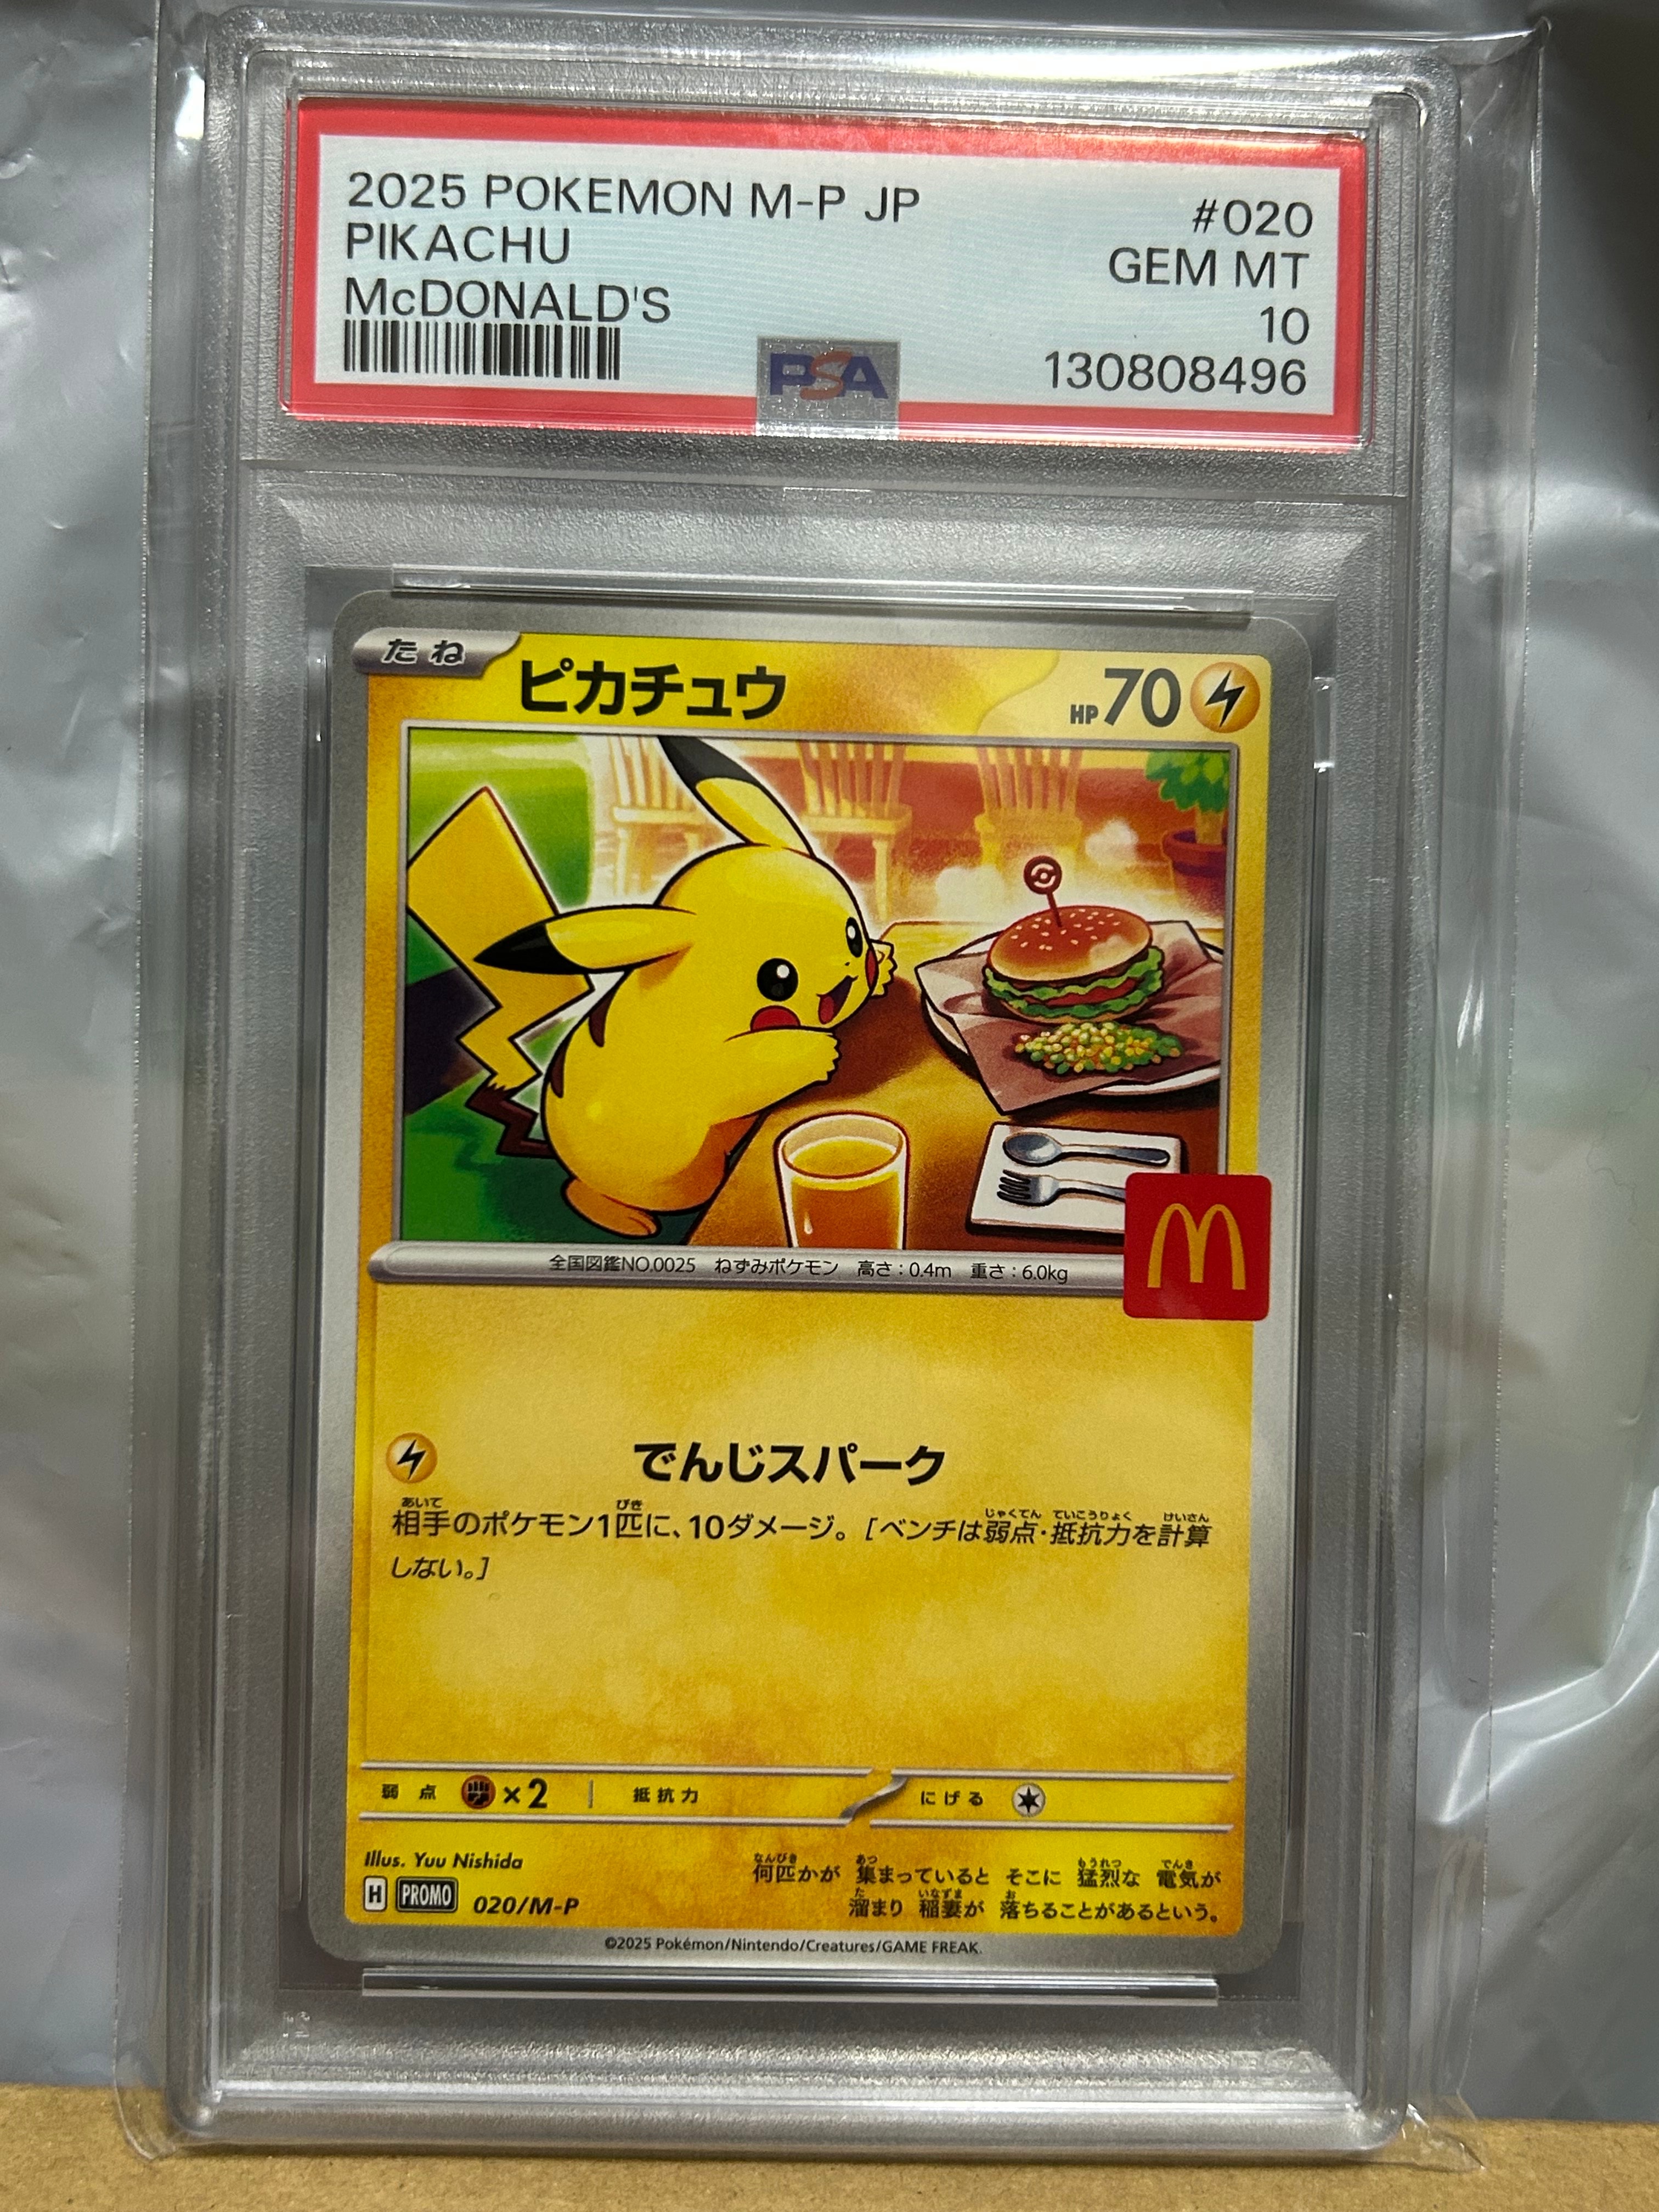 2025 POKEMON M-P JP #020
PIKACHU GEM MT
McDONALD'S 10
PSA 130808496
たね ピカチュウ HP70
M
全国図鑑NO.0025 ねずみポケモン 高さ:0.4m 重さ:6.0kg
でんじスパーク
相手のポケモン1匹に、10ダメージ。[ベンチは弱点・抵抗力を計算
しない。]
弱点 ×2 抵抗力 にげる
Illus. Yuu Nishida
H PROMO 020/M-P
何匹かが 集まっていると そこに 猛烈な 電気が
溜まり 稲妻が 落ちることがあるという。
©2025 Pokémon/Nintendo/Creatures/GAME FREAK.